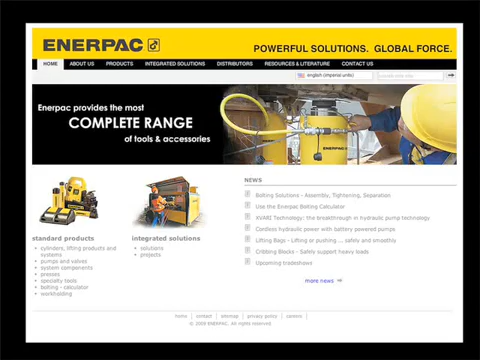 ENERPAC
POWERFUL SOLUTIONS. GLOBAL FORCE.
HOME ABOUT US PRODUCTS INTEGRATED SOLUTIONS DISTRIBUTORS RESOURCES & LITERATURE CONTACT US
english (imperial units)
Enerpac provides the most
COMPLETE RANGE
of tools & accessories
ENERPAC
NEWS
Bolting Solutions - Assembly, Tightening, Separation
Use the Enerpac Bolting Calculator
XVARI Technology: the breakthrough in hydraulic pump technology
Cordless hydraulic power with battery powered pumps
Lifting Bags - Lifting or pushing ... safely and smoothly
Cribbing Blocks - Safely support heavy loads
Upcoming tradeshows
more news
standard products
cylinders, lifting products and
systems
pumps and valves
system components
presses
specialty tools
bolting - calculator
workholding
integrated solutions
solutions
projects
home contact sitemap privacy policy careers
ENERPAC. All rights reserved